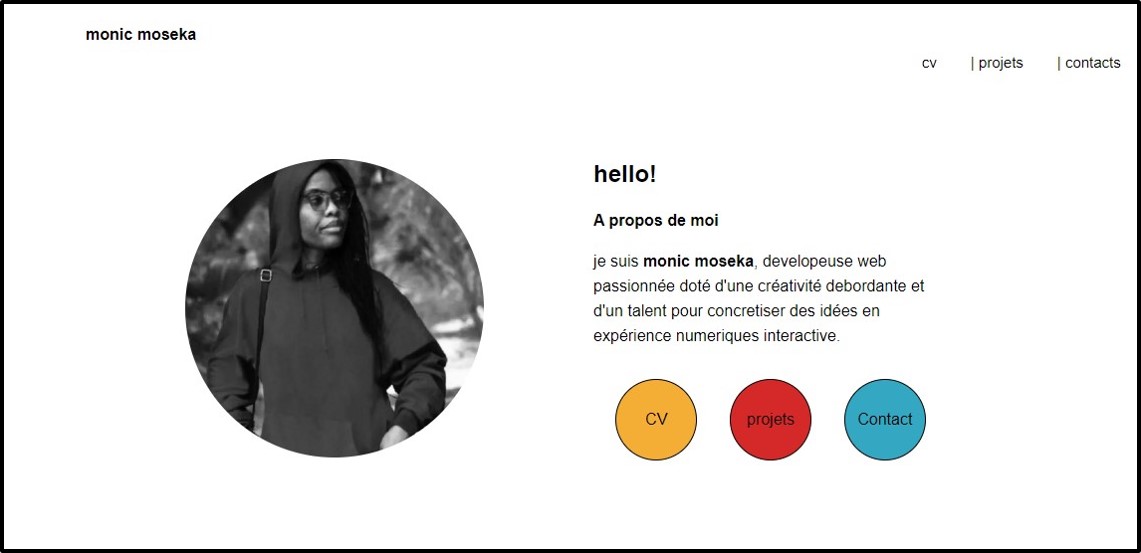 monic moseka
cv | projets | contacts
hello!
A propos de moi
je suis monic moseka, developeuse web
passionnée doté d'une créativité debordante et
d'un talent pour concretiser des idées en
expérience numeriques interactive.
CV projets Contact